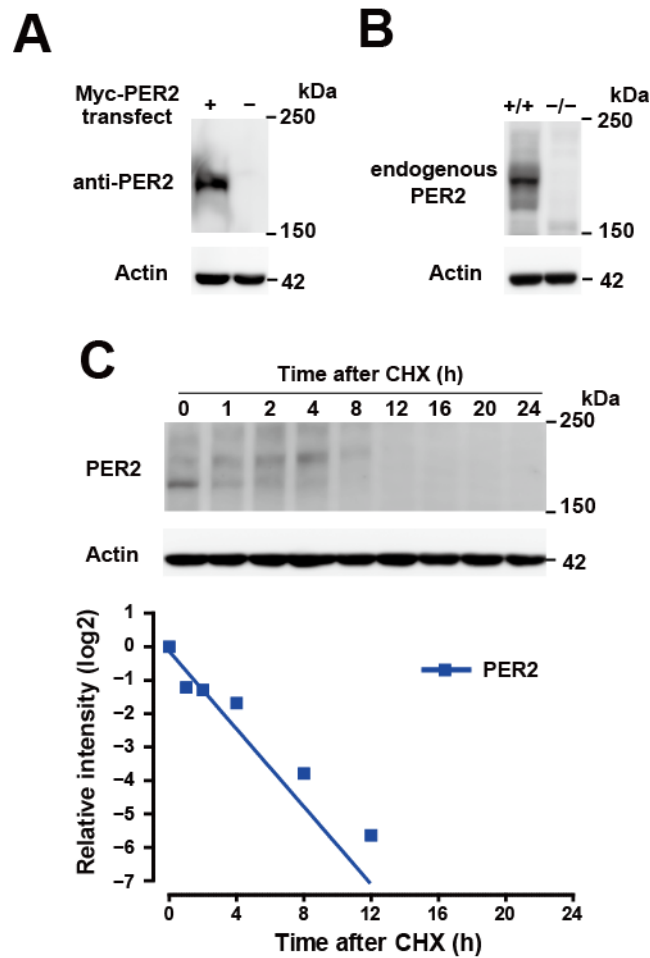 A
Myc-PER2
transfect
+ −
kDa
250
anti-PER2
150
Actin
42
B
+/+ −/−
kDa
250
endogenous
PER2
150
Actin
42
C
Time after CHX (h)
0 1 2 4 8 12 16 20 24
kDa
250
PER2
150
Actin
42
Relative intensity (log2)
1
0
−1
−2
−3
−4
−5
−6
−7
PER2
0 4 8 12 16 20 24
Time after CHX (h)